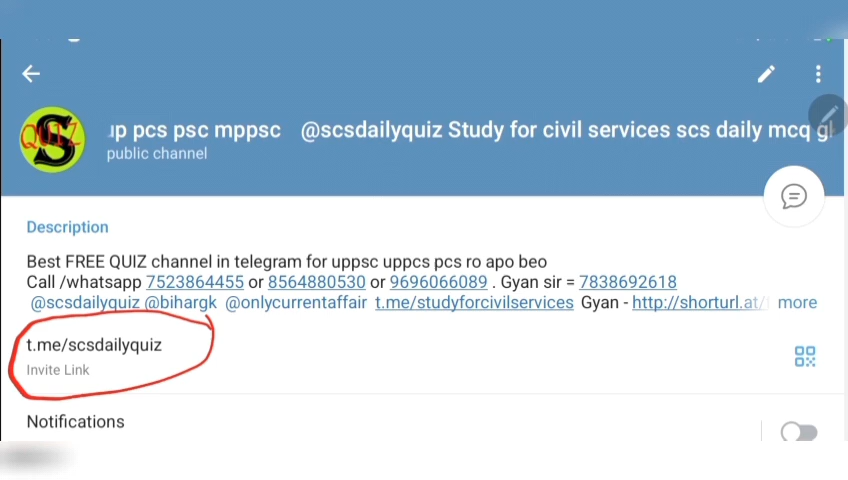 QUIZ S
up pcs psc mppsc @scsdailyquiz Study for civil services scs daily mcq
public channel
Description
Best FREE QUIZ channel in telegram for uppsc uppcs pcs ro apo beo
Call /whatsapp 7523864455 or 8564880530 or 9696066089 . Gyan sir = 7838692618
@scsdailyquiz @bihargk @onlycurrentaffair t.me/studyforcivilservices Gyan - http://shorturl.at/ more
t.me/scsdailyquiz
Invite Link
Notifications